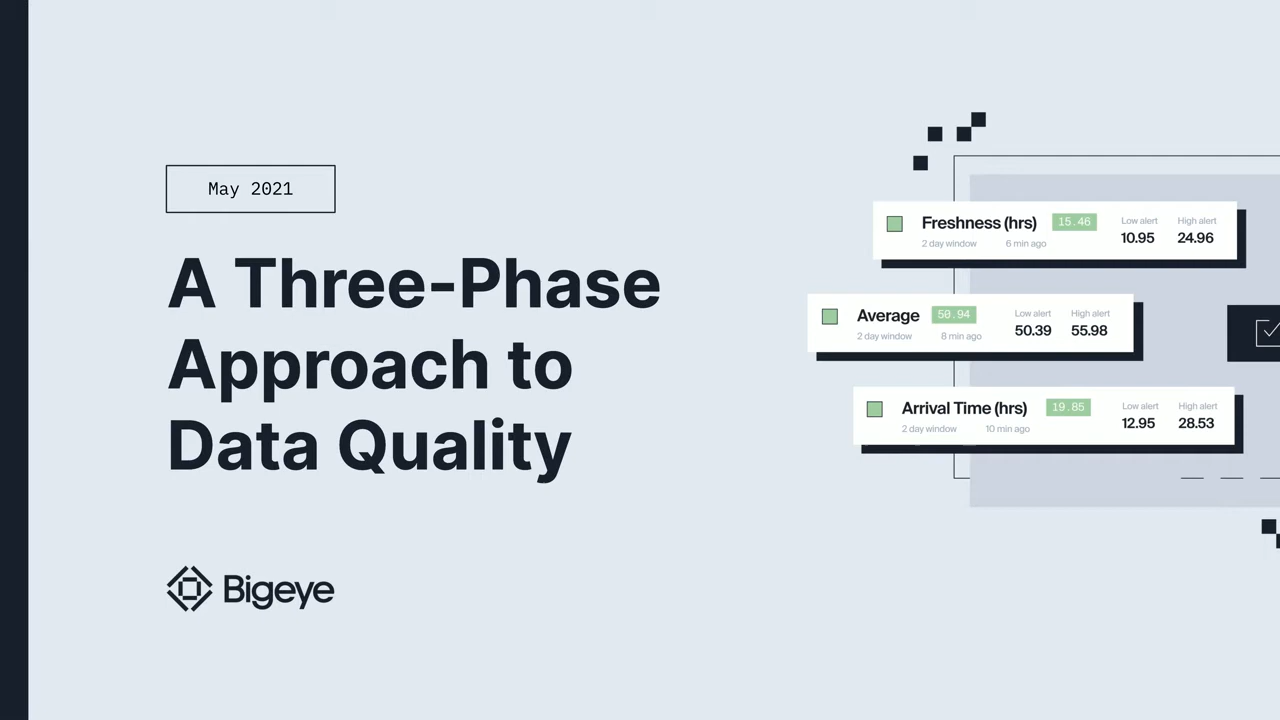 May 2021
A Three-Phase
Approach to
Data Quality
Bigeye
Freshness (hrs) 15.46 Low alert High alert
2 day window 6 min ago 10.95 24.96
Average 50.94 Low alert High alert
2 day window 8 min ago 50.39 55.98
Arrival Time (hrs) 19.85 Low alert High alert
2 day window 10 min ago 12.95 28.53